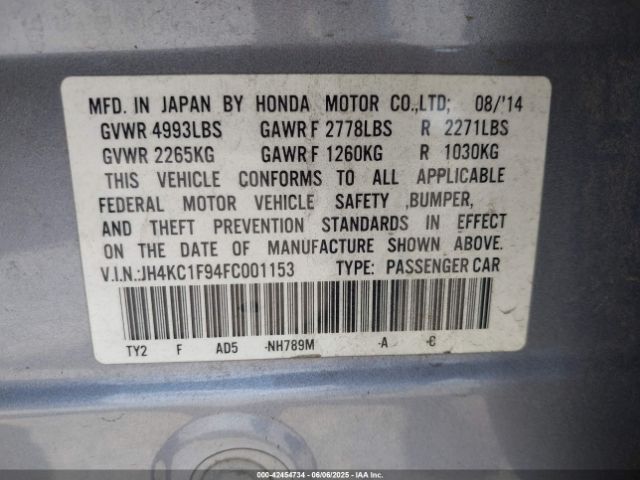 MFD. IN JAPAN BY HONDA MOTOR CO.,LTD; 08/'14
GVWR 4993LBS GAWR F 2778LBS R 2271LBS
GVWR 2265KG GAWR F 1260KG R 1030KG
THIS VEHICLE CONFORMS TO ALL APPLICABLE
FEDERAL MOTOR VEHICLE SAFETY ,BUMPER,
AND THEFT PREVENTION STANDARDS IN EFFECT
ON THE DATE OF MANUFACTURE SHOWN ABOVE.
V.I.N.:JH4KC1F94FC001153 TYPE: PASSENGER CAR
TY2 F AD5 -NH789M -A -C
000-42454734 - 06/06/2025 - IAA Inc.